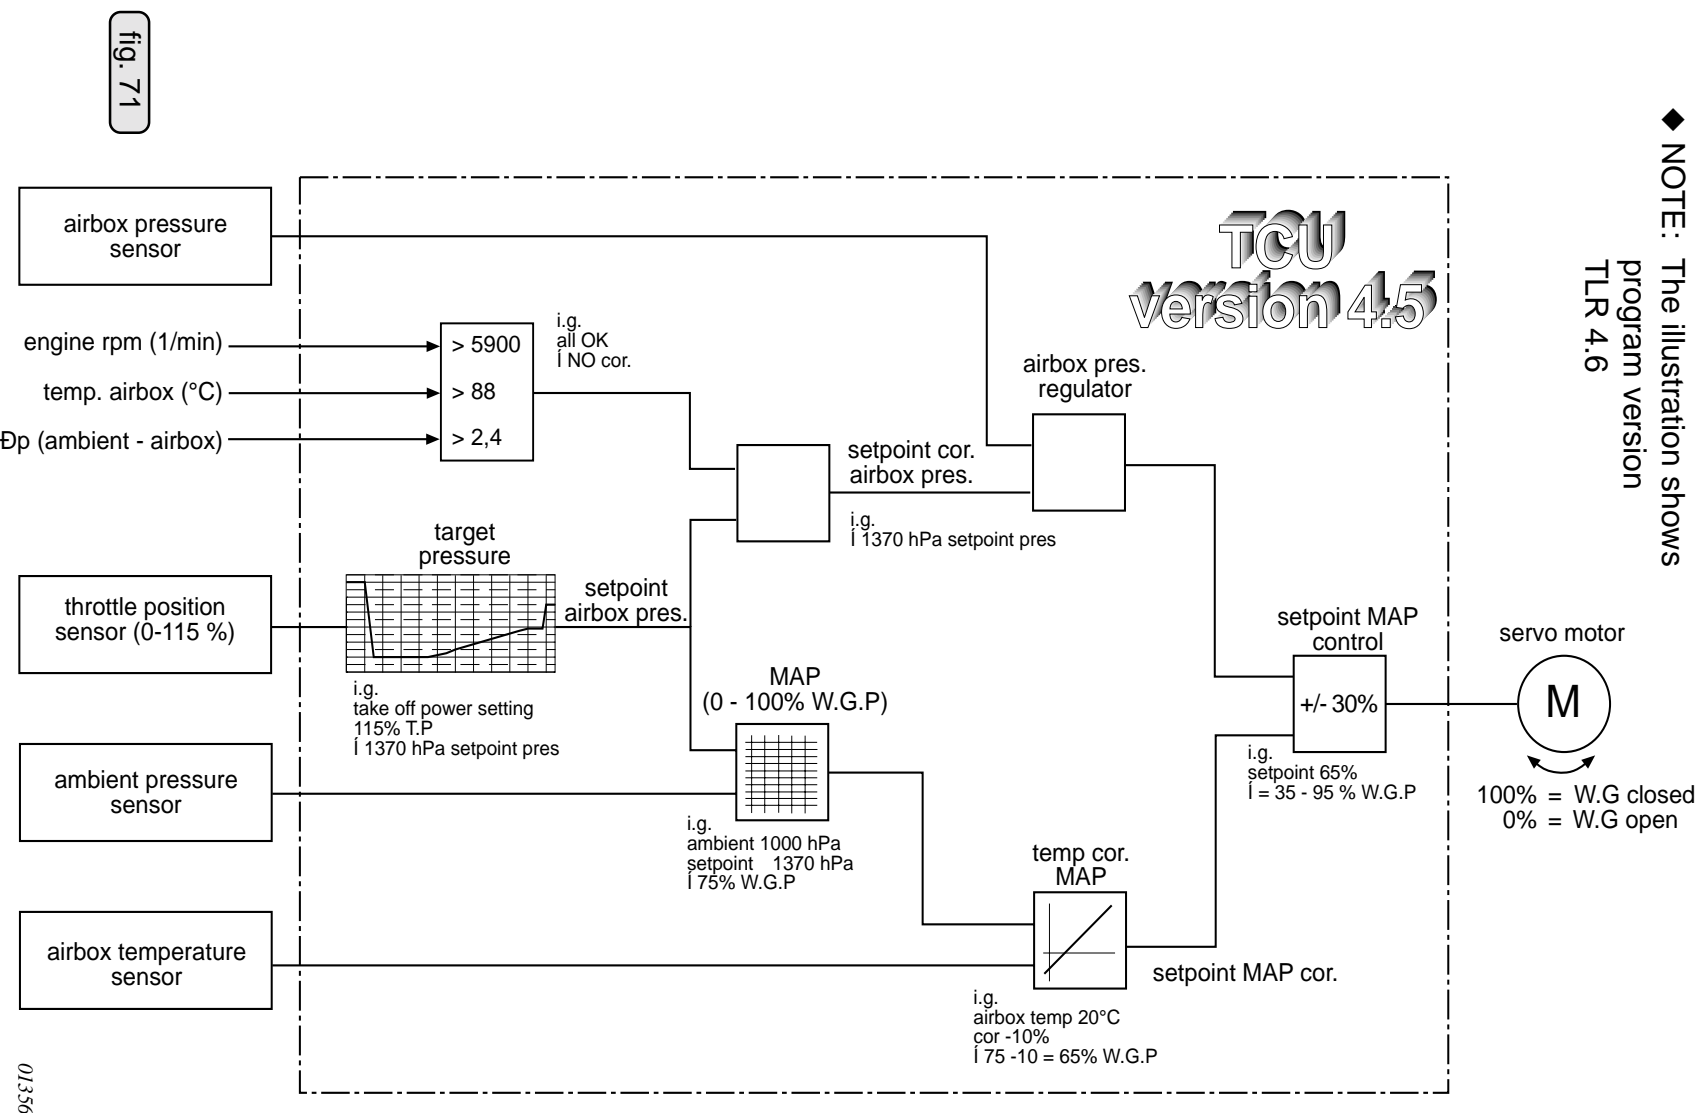 fig. 71
◆ NOTE: The illustration shows
program version
TLR 4.6
TCU
version 4.5
airbox pressure
sensor
engine rpm (1/min)
temp. airbox (°C)
Ðp (ambient - airbox)
> 5900
> 88
> 2,4
i.g.
all OK
Í NO cor.
airbox pres.
regulator
setpoint cor.
airbox pres.
i.g.
Í 1370 hPa setpoint pres
target
pressure
throttle position
sensor (0-115 %)
setpoint
airbox pres.
i.g.
take off power setting
115% T.P
Í 1370 hPa setpoint pres
MAP
(0 - 100% W.G.P)
setpoint MAP
control
+/- 30%
i.g.
setpoint 65%
Í = 35 - 95 % W.G.P
servo motor
M
100% = W.G closed
0% = W.G open
ambient pressure
sensor
i.g.
ambient 1000 hPa
setpoint 1370 hPa
Í 75% W.G.P
temp cor.
MAP
airbox temperature
sensor
setpoint MAP cor.
i.g.
airbox temp 20°C
cor -10%
Í 75 -10 = 65% W.G.P
01356